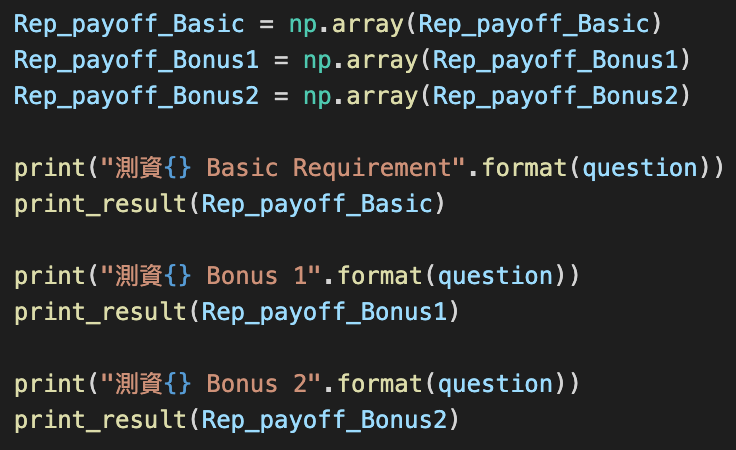 Rep_payoff_Basic = np.array(Rep_payoff_Basic)
Rep_payoff_Bonus1 = np.array(Rep_payoff_Bonus1)
Rep_payoff_Bonus2 = np.array(Rep_payoff_Bonus2)
print("測資{} Basic Requirement".format(question))
print_result(Rep_payoff_Basic)
print("測資{} Bonus 1".format(question))
print_result(Rep_payoff_Bonus1)
print("測資{} Bonus 2".format(question))
print_result(Rep_payoff_Bonus2)